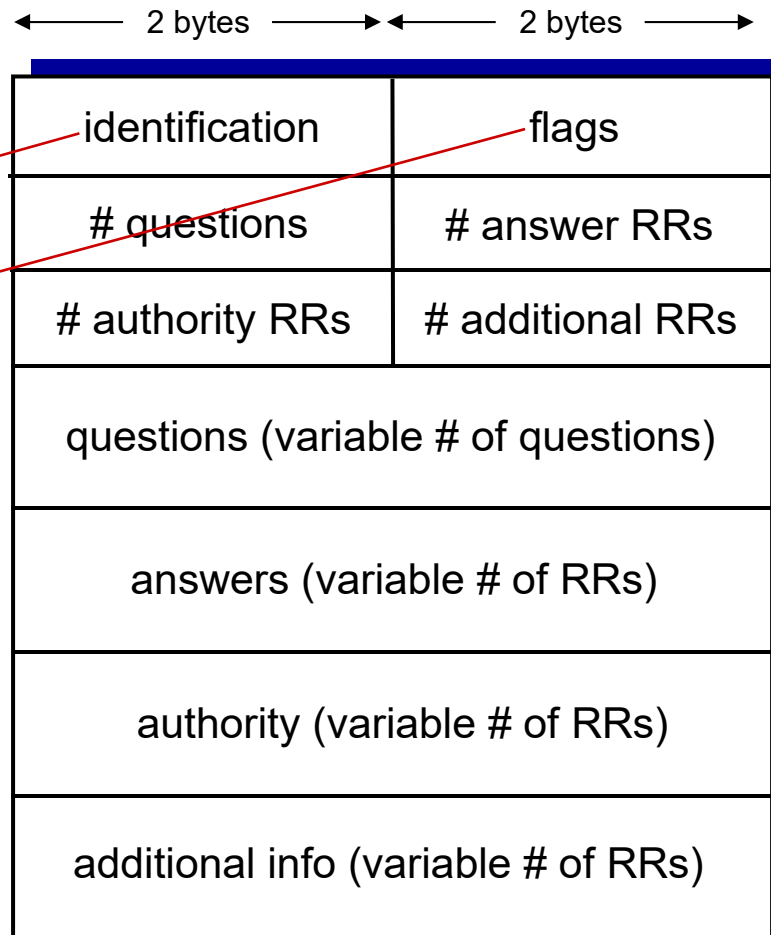 2 bytes 2 bytes
identification flags
# questions # answer RRs
# authority RRs # additional RRs
questions (variable # of questions)
answers (variable # of RRs)
authority (variable # of RRs)
additional info (variable # of RRs)